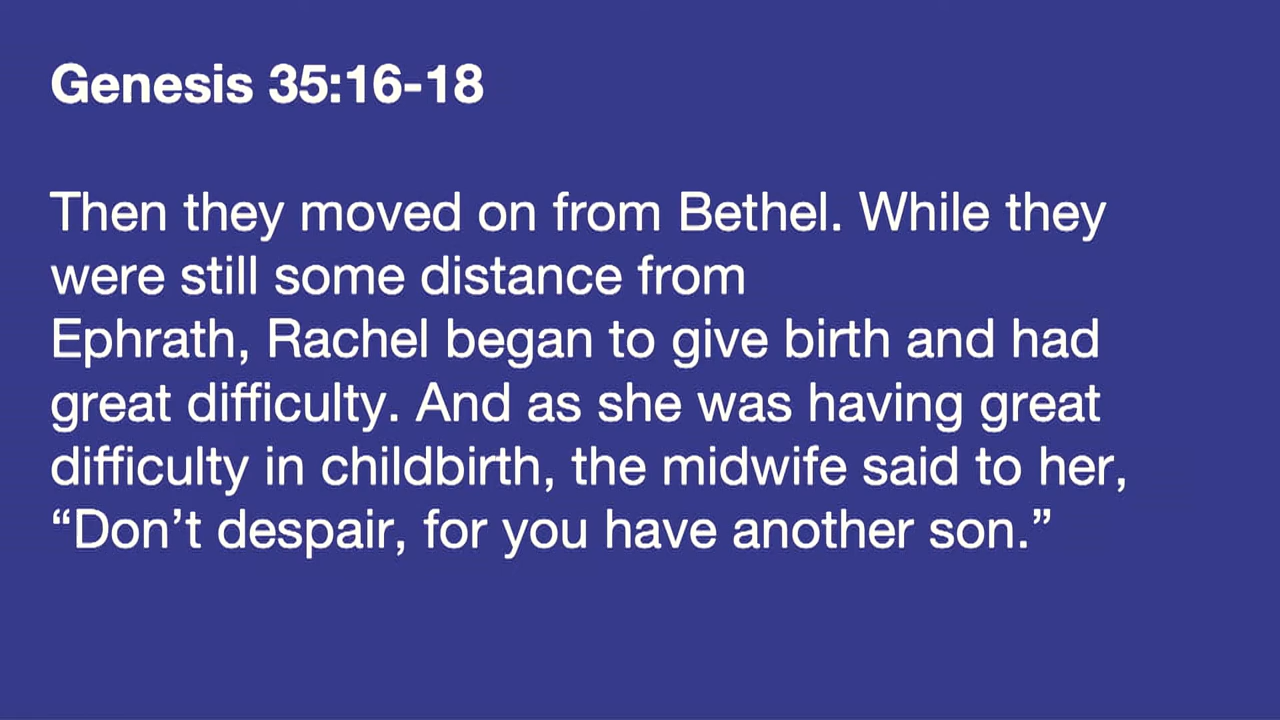 Genesis 35:16-18
Then they moved on from Bethel. While they
were still some distance from
Ephrath, Rachel began to give birth and had
great difficulty. And as she was having great
difficulty in childbirth, the midwife said to her,
“Don’t despair, for you have another son.”